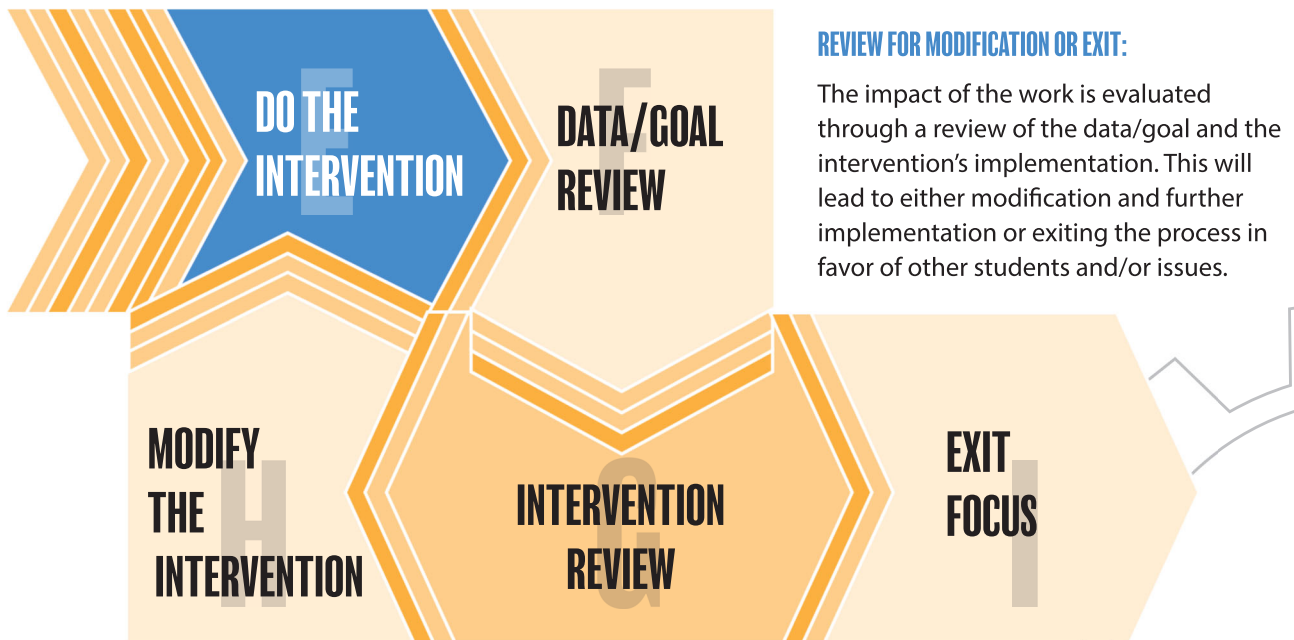 E
DO THE
INTERVENTION
F
DATA/GOAL
REVIEW
REVIEW FOR MODIFICATION OR EXIT:
The impact of the work is evaluated
through a review of the data/goal and the
intervention’s implementation. This will
lead to either modification and further
implementation or exiting the process in
favor of other students and/or issues.
H
MODIFY
THE
INTERVENTION
G
INTERVENTION
REVIEW
I
EXIT
FOCUS